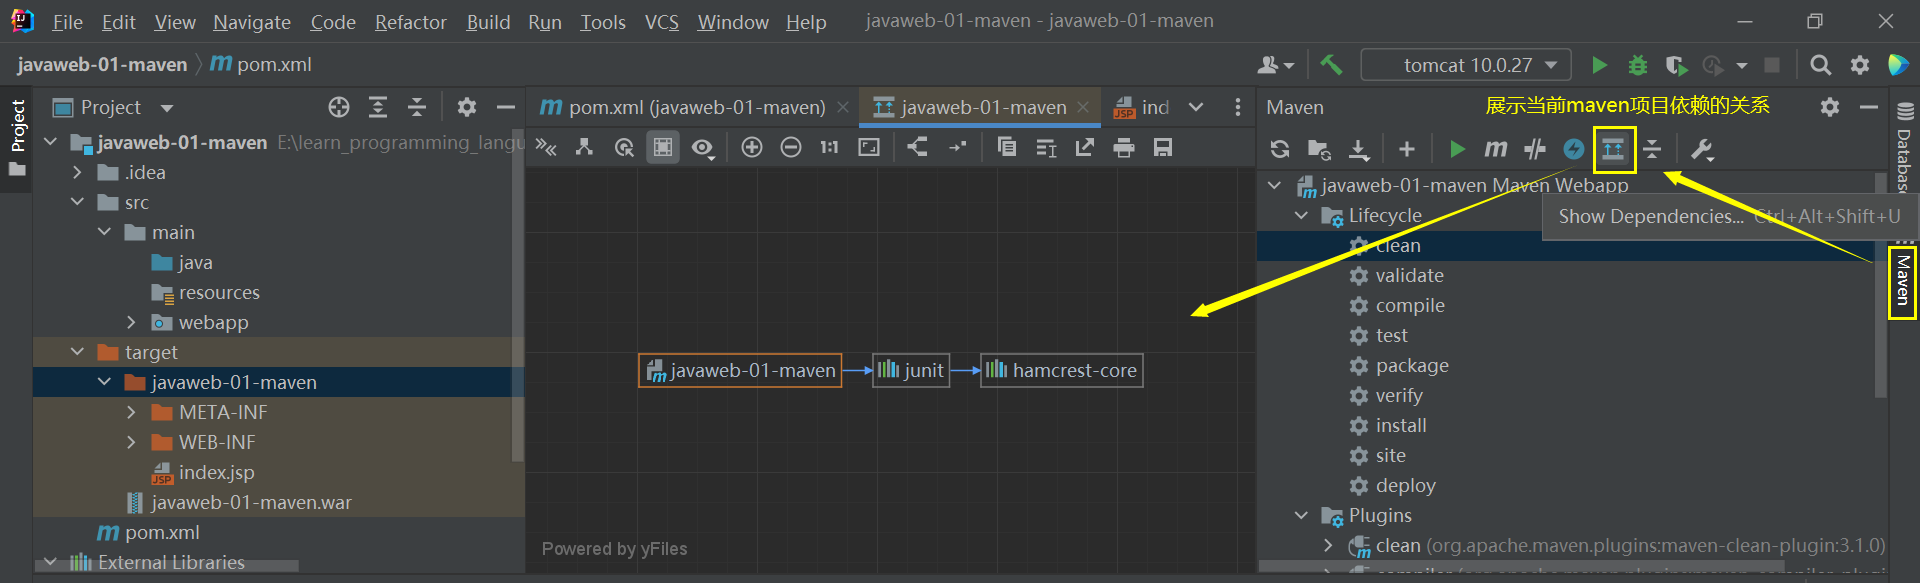 File Edit View Navigate Code Refactor Build Run Tools VCS Window Help javaweb-01-maven - javaweb-01-maven
javaweb-01-maven pom.xml
tomcat 10.0.27
Project
Project
javaweb-01-maven E:\learn_programming_langu
.idea
src
main
java
resources
webapp
target
javaweb-01-maven
META-INF
WEB-INF
index.jsp
javaweb-01-maven.war
pom.xml
External Libraries
pom.xml (javaweb-01-maven)
javaweb-01-maven
ind
1:1
javaweb-01-maven
junit
hamcrest-core
Powered by yFiles
Maven
展示当前maven项目依赖的关系
javaweb-01-maven Maven Webapp
Show Dependencies... Ctrl+Alt+Shift+U
Lifecycle
clean
validate
compile
test
package
verify
install
site
deploy
Plugins
clean (org.apache.maven.plugins:maven-clean-plugin:3.1.0)
Database
Maven